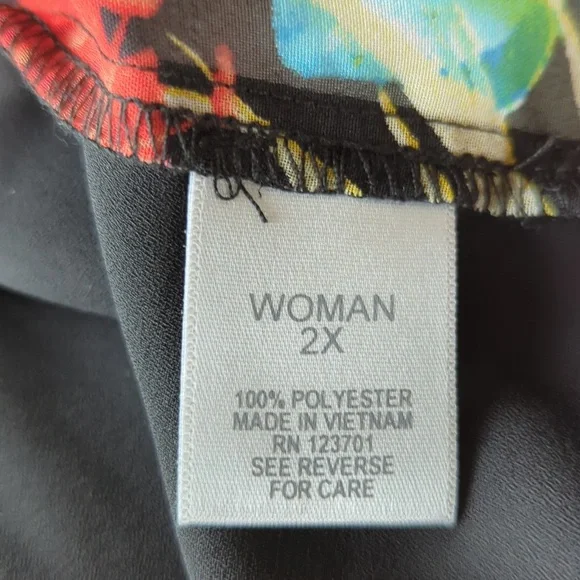 WOMAN
2X
100% POLYESTER
MADE IN VIETNAM
RN 123701
SEE REVERSE
FOR CARE